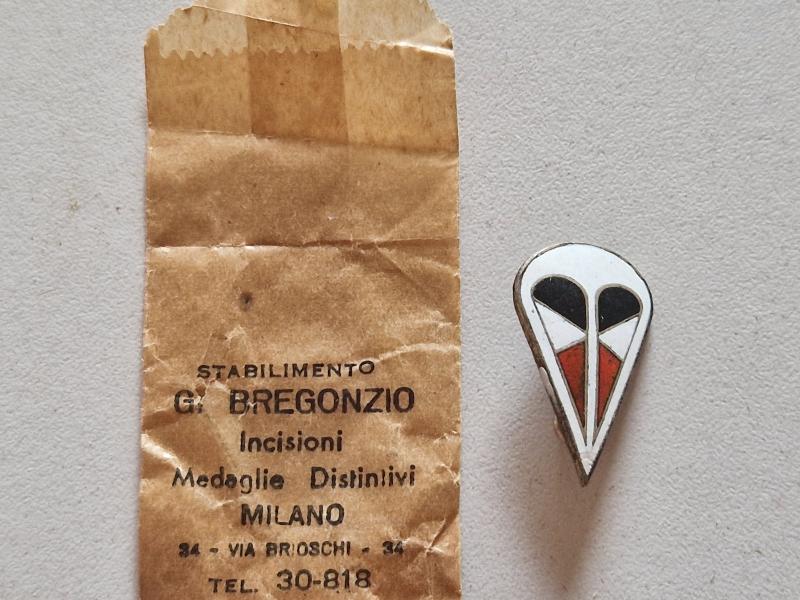 STABILIMENTO
G. BREGONZIO
Incisioni
Medaglie Distintivi
MILANO
34 - VIA BRIOSCHI - 34
TEL. 30-818